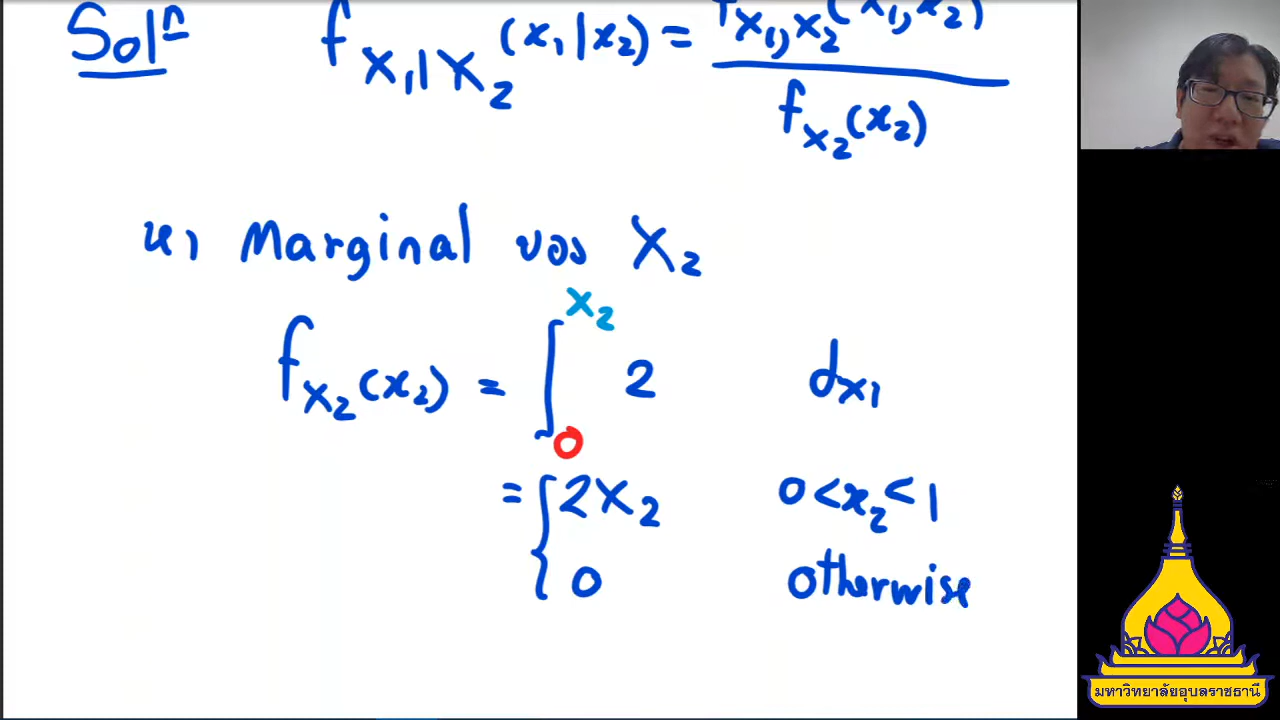 Solⁿ f_{X₁|X₂}(x₁|x₂) = f_{X₁,X₂}(x₁,x₂) / f_{X₂}(x₂)
หา Marginal ของ X₂
f_{X₂}(x₂) = ∫₀^{x₂} 2 dx₁
= { 2x₂ 0<x₂<1
0 otherwise
มหาวิทยาลัยอุบลราชธานี